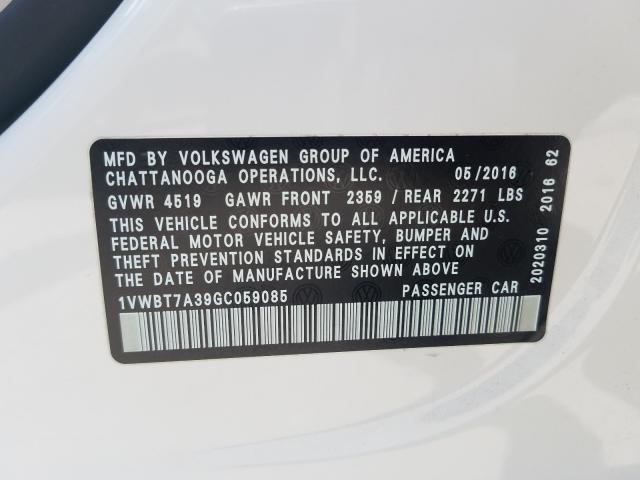 MFD BY VOLKSWAGEN GROUP OF AMERICA
CHATTANOOGA OPERATIONS, LLC. 05/2016
GVWR 4519 GAWR FRONT 2359 / REAR 2271 LBS
THIS VEHICLE CONFORMS TO ALL APPLICABLE U.S.
FEDERAL MOTOR VEHICLE SAFETY, BUMPER AND
THEFT PREVENTION STANDARDS IN EFFECT ON
THE DATE OF MANUFACTURE SHOWN ABOVE
1VWBT7A39GC059085 PASSENGER CAR
2020310 2016 62